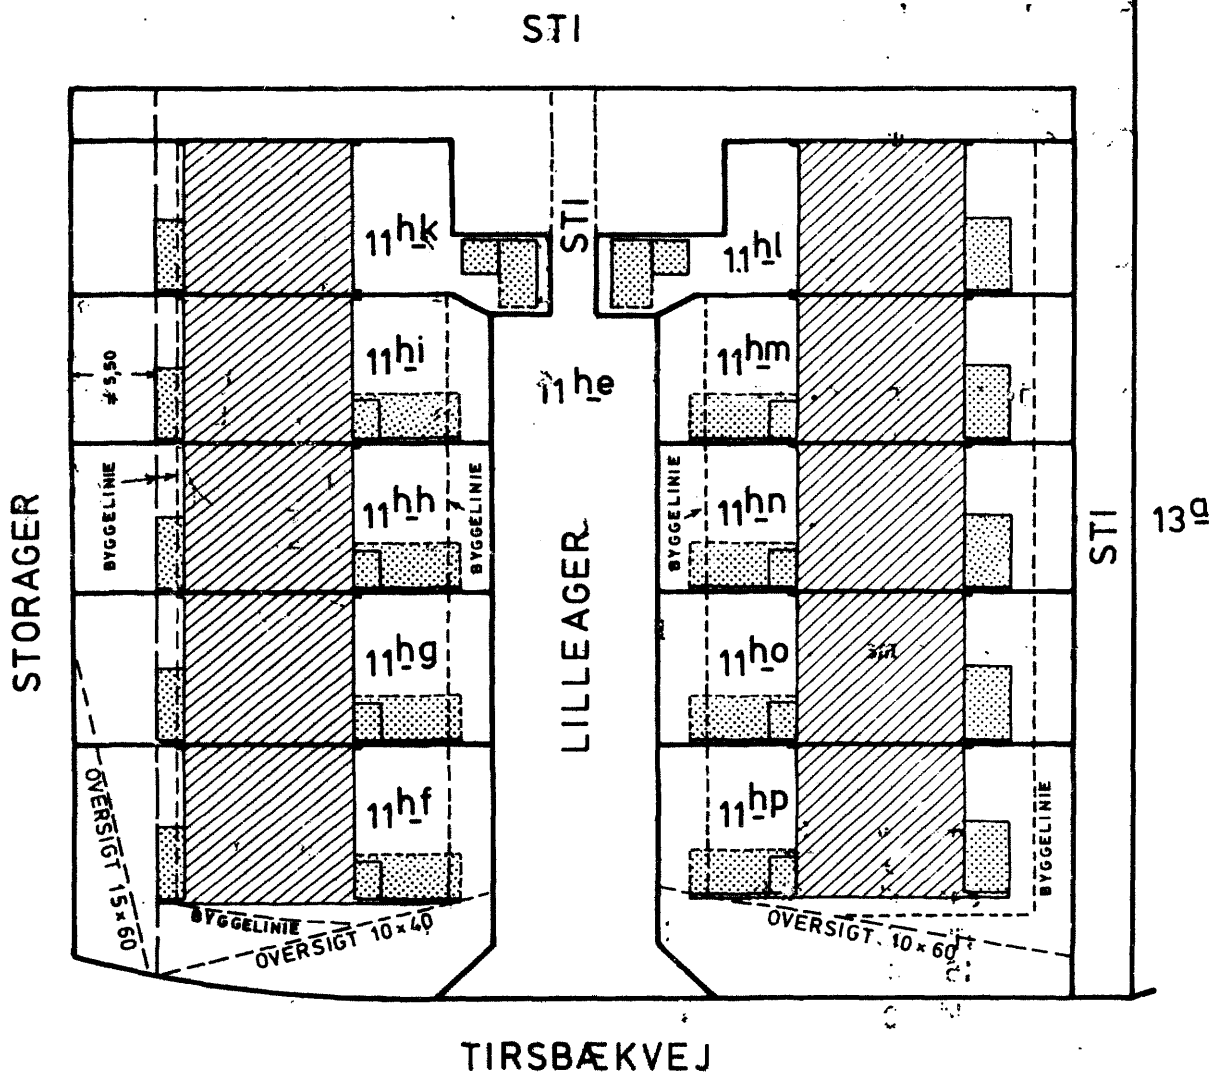 STI
STI
11hk
11hl
11hi
11hm
≠ 5,50
11he
BYGGELINIE
11hh
BYGGELINIE
BYGGELINIE
11hn
STI
13a
STORAGER
LILLEAGER
11hg
11ho
11hf
11hp
BYGGELINIE
OVERSIGT 15×60
BYGGELINIE
OVERSIGT 10×40
OVERSIGT 10×60
TIRSBÆKVEJ